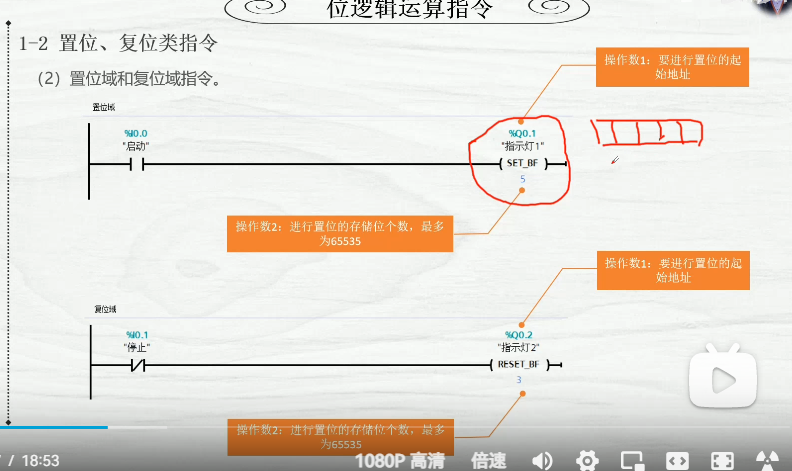 位逻辑运算指令
1-2 置位、复位类指令
（2）置位域和复位域指令。
操作数1：要进行置位的起
始地址
置位域
%I0.0
"启动"
%Q0.1
"指示灯1"
SET_BF
5
操作数2：进行置位的存储位个数，最多
为65535
操作数1：要进行置位的起
始地址
复位域
%I0.1
"停止"
%Q0.2
"指示灯2"
RESET_BF
3
操作数2：进行置位的存储位个数，最多
为65535
/ 18:53
1080P 高清
倍速